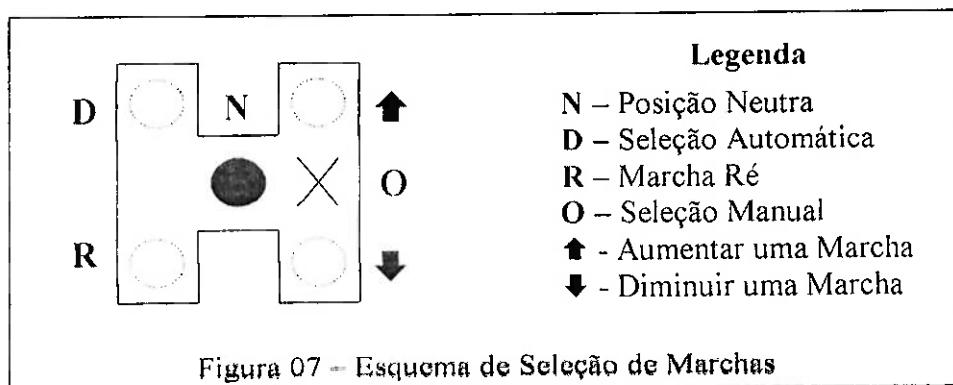 Legenda
D N ⬆
N – Posição Neutra
D – Seleção Automática
O
R – Marcha Ré
O – Seleção Manual
R ⬇
⬆ - Aumentar uma Marcha
⬇ - Diminuir uma Marcha
Figura 07 – Esquema de Seleção de Marchas